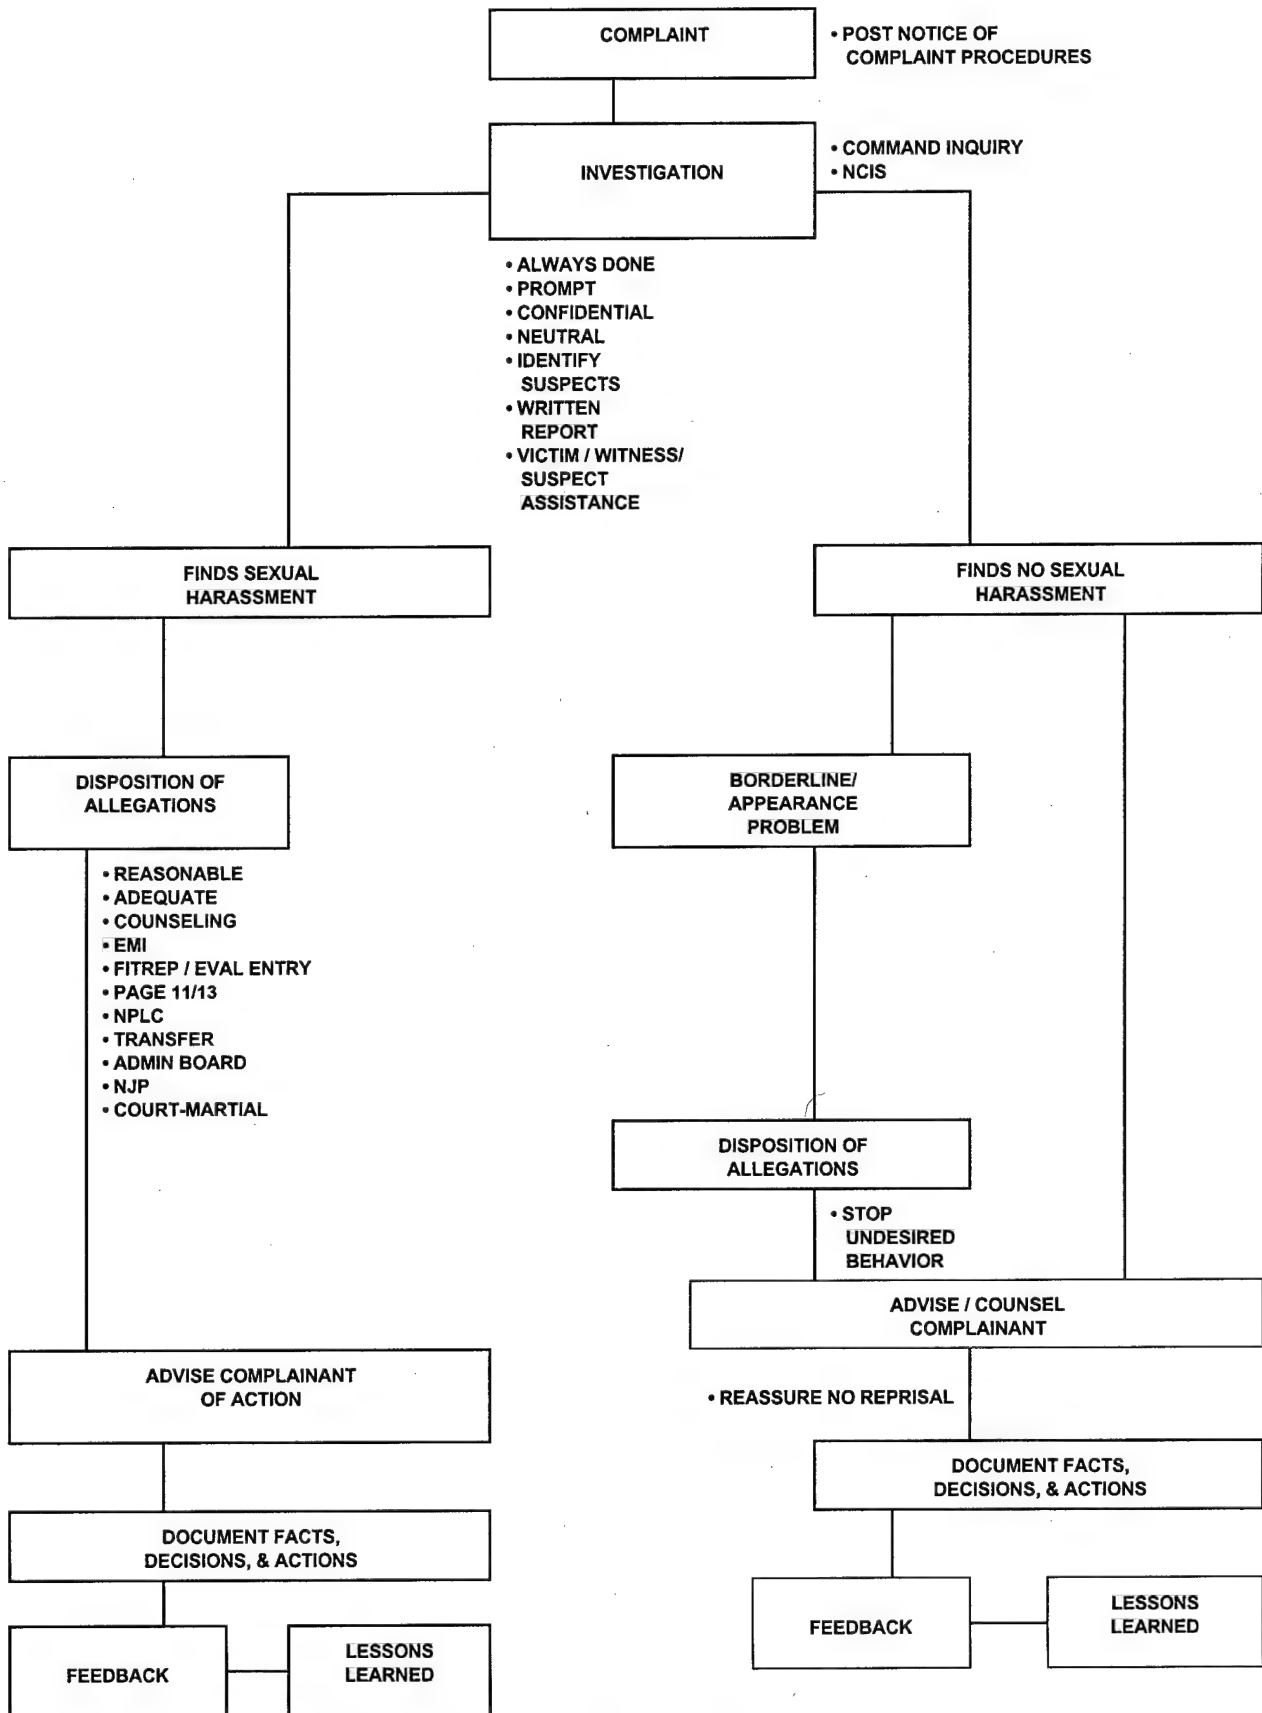 COMPLAINT
• POST NOTICE OF
COMPLAINT PROCEDURES
INVESTIGATION
• COMMAND INQUIRY
• NCIS
• ALWAYS DONE
• PROMPT
• CONFIDENTIAL
• NEUTRAL
• IDENTIFY
SUSPECTS
• WRITTEN
REPORT
• VICTIM / WITNESS/
SUSPECT
ASSISTANCE
FINDS SEXUAL
HARASSMENT
FINDS NO SEXUAL
HARASSMENT
DISPOSITION OF
ALLEGATIONS
• REASONABLE
• ADEQUATE
• COUNSELING
• EMI
• FITREP / EVAL ENTRY
• PAGE 11/13
• NPLC
• TRANSFER
• ADMIN BOARD
• NJP
• COURT-MARTIAL
BORDERLINE/
APPEARANCE
PROBLEM
DISPOSITION OF
ALLEGATIONS
• STOP
UNDESIRED
BEHAVIOR
ADVISE / COUNSEL
COMPLAINANT
ADVISE COMPLAINANT
OF ACTION
• REASSURE NO REPRISAL
DOCUMENT FACTS,
DECISIONS, & ACTIONS
DOCUMENT FACTS,
DECISIONS, & ACTIONS
FEEDBACK
LESSONS
LEARNED
FEEDBACK
LESSONS
LEARNED